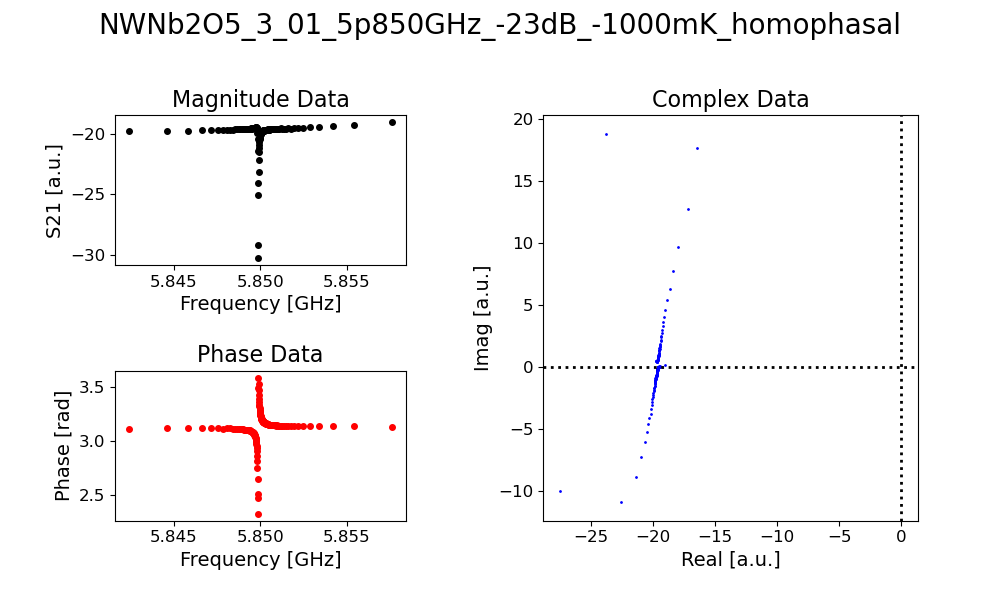 NWNb2O5_3_01_5p850GHz_-23dB_-1000mK_homophasal
Magnitude Data
S21 [a.u.]
−20
−25
−30
5.845 5.850 5.855
Frequency [GHz]
Phase Data
Phase [rad]
3.5
3.0
2.5
5.845 5.850 5.855
Frequency [GHz]
Complex Data
Imag [a.u.]
20
15
10
5
0
−5
−10
−25 −20 −15 −10 −5 0
Real [a.u.]